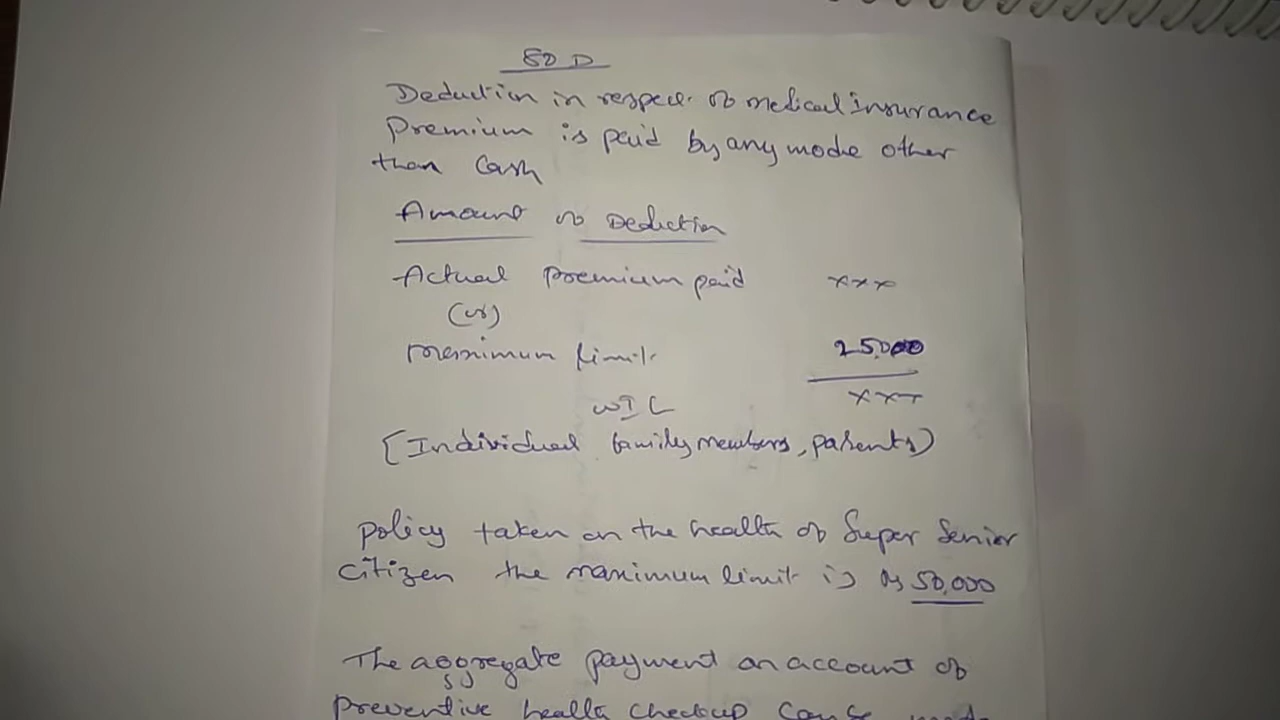 80 D
Deduction in respect of medical insurance
Premium is paid by any mode other
than Cash
Amount of Deduction
Actual Premium paid xxx
(or)
Maximum limit 25,000
WIL xxx
[Individual family members, parents)
policy taken on the health of Super Senior
Citizen the maximum limit is Rs 50,000
The aggregate payment on account of
preventive health checkup can be made